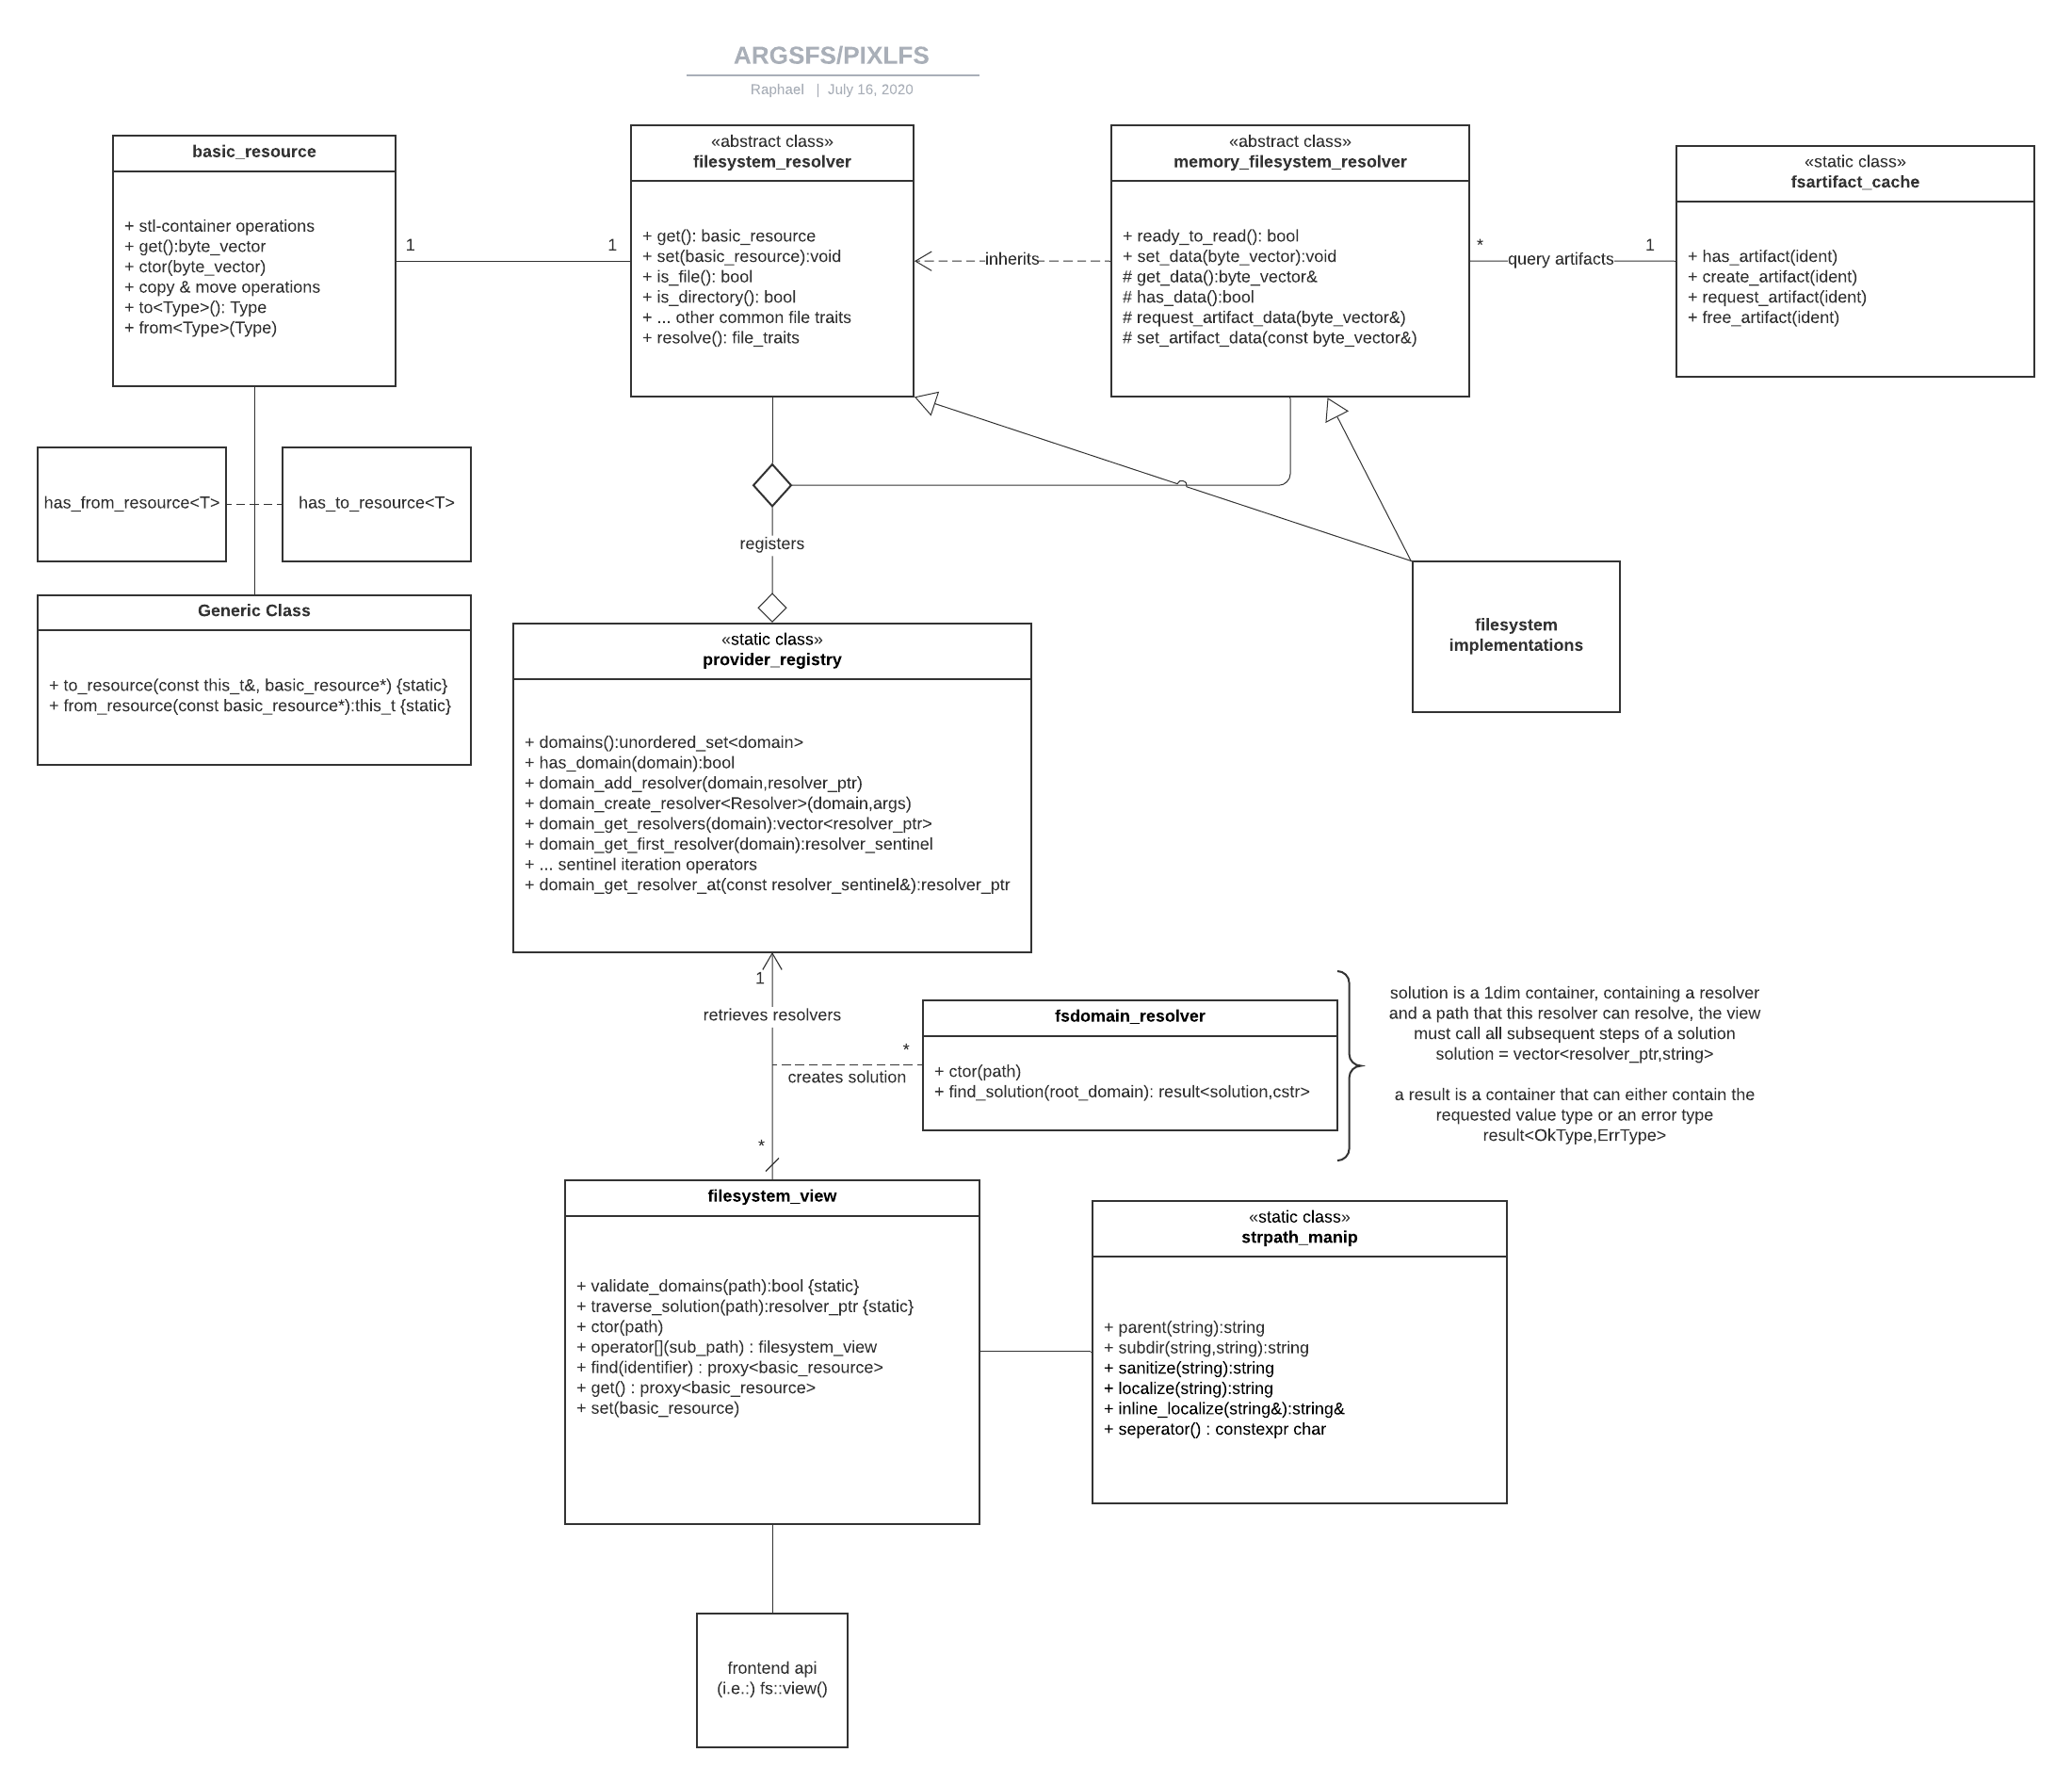 ARGSFS/PIXLFS
Raphael | July 16, 2020
basic_resource
+ stl-container operations
+ get():byte_vector
+ ctor(byte_vector)
+ copy & move operations
+ to<Type>(): Type
+ from<Type>(Type)
1
1
«abstract class»
filesystem_resolver
+ get(): basic_resource
+ set(basic_resource):void
+ is_file(): bool
+ is_directory(): bool
+ ... other common file traits
+ resolve(): file_traits
inherits
«abstract class»
memory_filesystem_resolver
+ ready_to_read(): bool
+ set_data(byte_vector):void
# get_data():byte_vector&
# has_data():bool
# request_artifact_data(byte_vector&)
# set_artifact_data(const byte_vector&)
*
query artifacts
1
«static class»
fsartifact_cache
+ has_artifact(ident)
+ create_artifact(ident)
+ request_artifact(ident)
+ free_artifact(ident)
has_from_resource<T>
has_to_resource<T>
Generic Class
+ to_resource(const this_t&, basic_resource*) {static}
+ from_resource(const basic_resource*):this_t {static}
registers
filesystem
implementations
«static class»
provider_registry
+ domains():unordered_set<domain>
+ has_domain(domain):bool
+ domain_add_resolver(domain,resolver_ptr)
+ domain_create_resolver<Resolver>(domain,args)
+ domain_get_resolvers(domain):vector<resolver_ptr>
+ domain_get_first_resolver(domain):resolver_sentinel
+ ... sentinel iteration operators
+ domain_get_resolver_at(const resolver_sentinel&):resolver_ptr
1
retrieves resolvers
*
creates solution
*
fsdomain_resolver
+ ctor(path)
+ find_solution(root_domain): result<solution,cstr>
solution is a 1dim container, containing a resolver
and a path that this resolver can resolve, the view
must call all subsequent steps of a solution
solution = vector<resolver_ptr,string>
a result is a container that can either contain the
requested value type or an error type
result<OkType,ErrType>
filesystem_view
+ validate_domains(path):bool {static}
+ traverse_solution(path):resolver_ptr {static}
+ ctor(path)
+ operator[](sub_path) : filesystem_view
+ find(identifier) : proxy<basic_resource>
+ get() : proxy<basic_resource>
+ set(basic_resource)
«static class»
strpath_manip
+ parent(string):string
+ subdir(string,string):string
+ sanitize(string):string
+ localize(string):string
+ inline_localize(string&):string&
+ seperator() : constexpr char
frontend api
(i.e.:) fs::view()